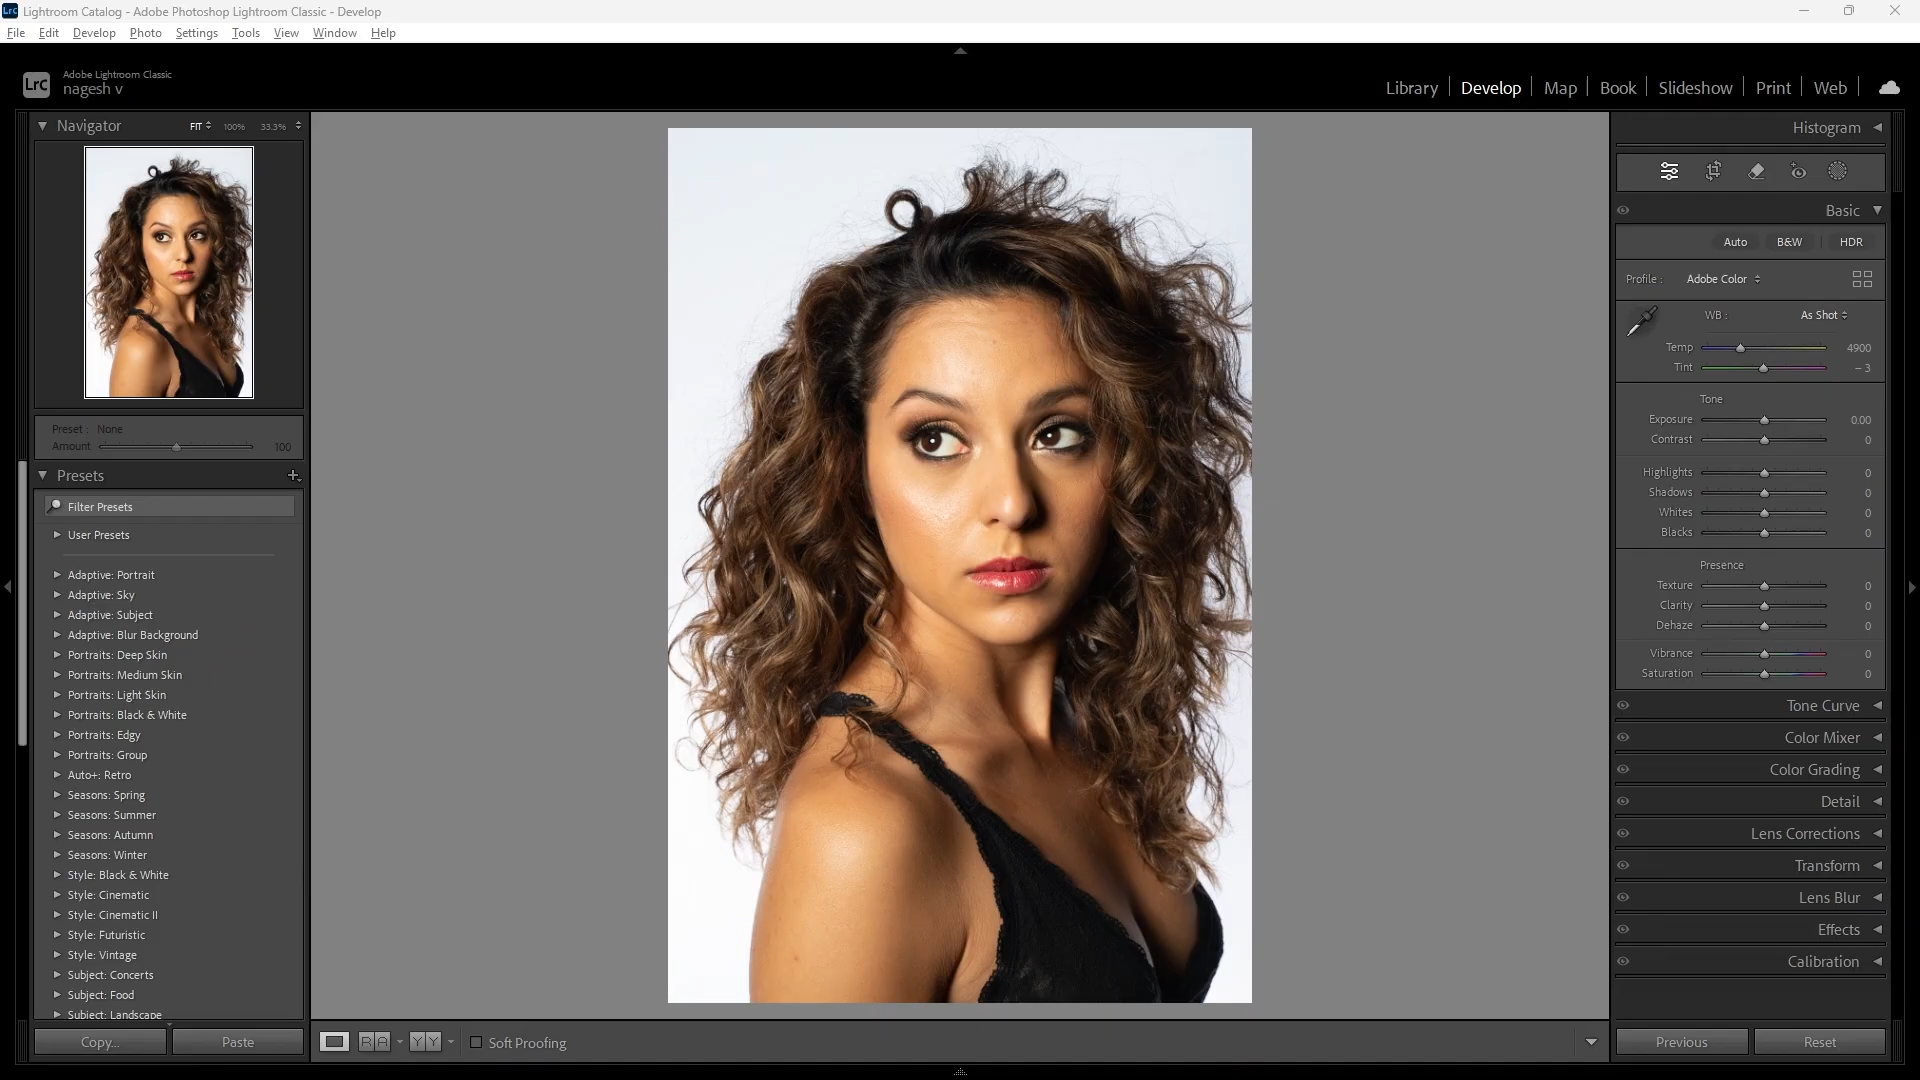 Lightroom Catalog - Adobe Photoshop Lightroom Classic - Develop
File Edit Develop Photo Settings Tools View Window Help
LrC
Adobe Lightroom Classic
nagesh v
Library Develop Map Book Slideshow Print Web
Navigator FIT 100% 33.3%
Preset : None
Amount 100
Presets
Filter Presets
User Presets
Adaptive: Portrait
Adaptive: Sky
Adaptive: Subject
Adaptive: Blur Background
Portraits: Deep Skin
Portraits: Medium Skin
Portraits: Light Skin
Portraits: Black & White
Portraits: Edgy
Portraits: Group
Auto+: Retro
Seasons: Spring
Seasons: Summer
Seasons: Autumn
Seasons: Winter
Style: Black & White
Style: Cinematic
Style: Cinematic II
Style: Futuristic
Style: Vintage
Subject: Concerts
Subject: Food
Subject: Landscape
Copy... Paste
R A Y Y Soft Proofing
Histogram
Basic
Auto B&W HDR
Profile : Adobe Color
WB : As Shot
Temp 4900
Tint – 3
Tone
Exposure 0.00
Contrast 0
Highlights 0
Shadows 0
Whites 0
Blacks 0
Presence
Texture 0
Clarity 0
Dehaze 0
Vibrance 0
Saturation 0
Tone Curve
Color Mixer
Color Grading
Detail
Lens Corrections
Transform
Lens Blur
Effects
Calibration
Previous Reset